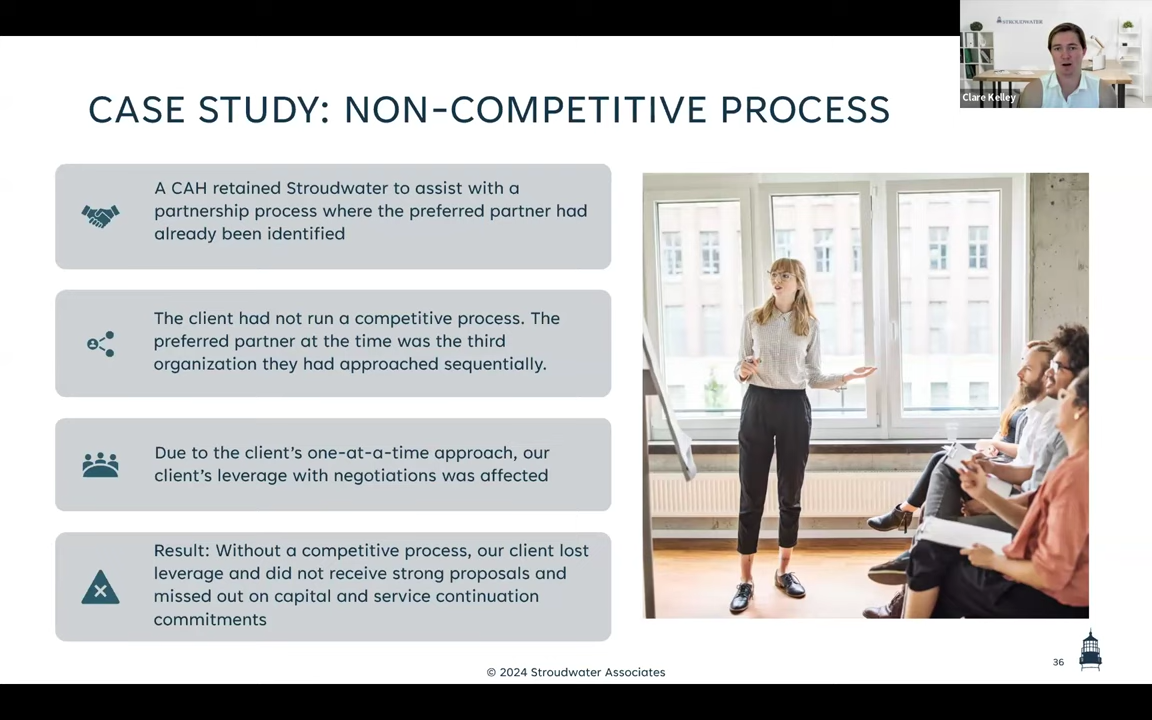 STROUDWATER
Clare Kelley
CASE STUDY: NON-COMPETITIVE PROCESS
A CAH retained Stroudwater to assist with a
partnership process where the preferred partner had
already been identified
The client had not run a competitive process. The
preferred partner at the time was the third
organization they had approached sequentially.
Due to the client's one-at-a-time approach, our
client's leverage with negotiations was affected
Result: Without a competitive process, our client lost
leverage and did not receive strong proposals and
missed out on capital and service continuation
commitments
© 2024 Stroudwater Associates
36